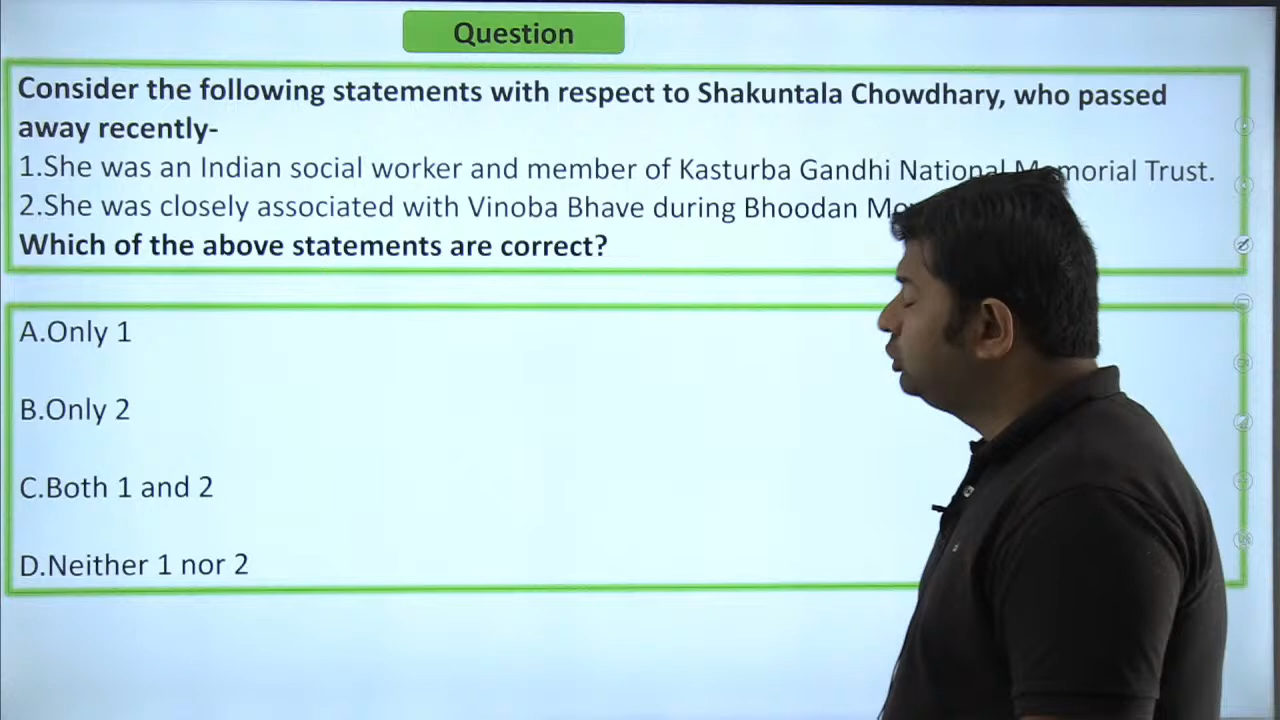 Question
Consider the following statements with respect to Shakuntala Chowdhary, who passed
away recently-
1.She was an Indian social worker and member of Kasturba Gandhi National Memorial Trust.
2.She was closely associated with Vinoba Bhave during Bhoodan
Which of the above statements are correct?
A.Only 1
B.Only 2
C.Both 1 and 2
D.Neither 1 nor 2